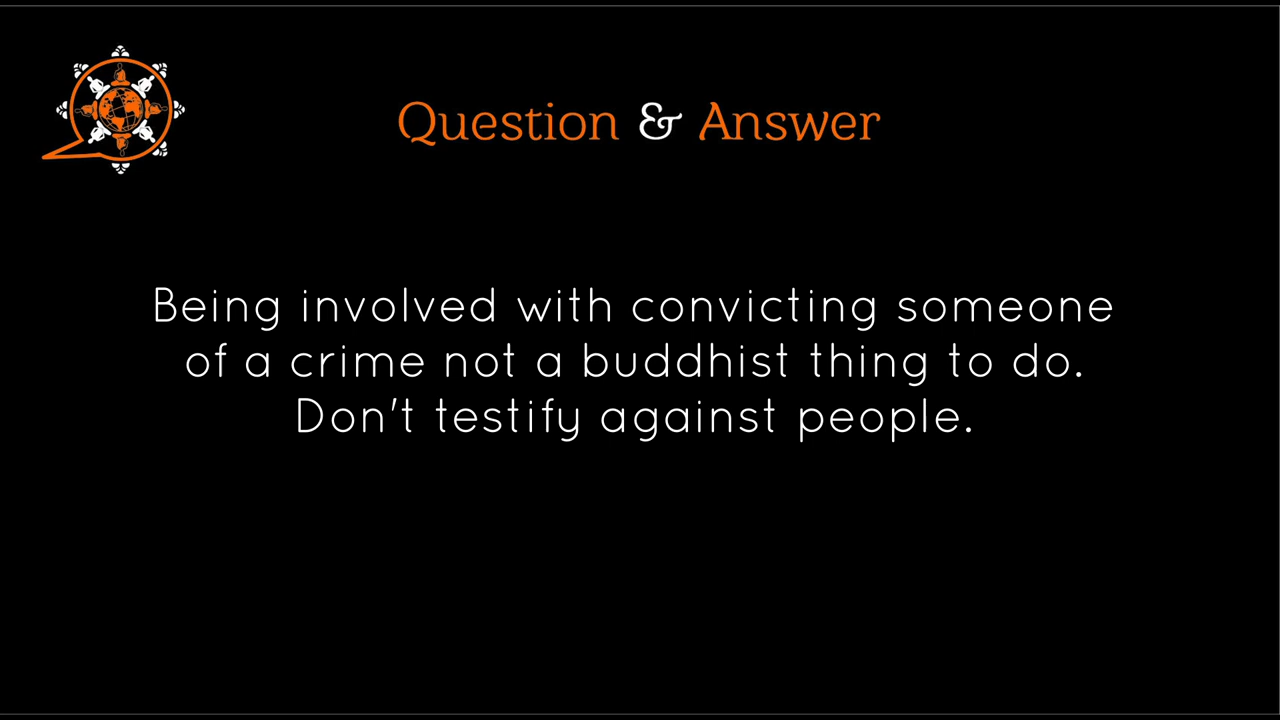 Question & Answer
Being involved with convicting someone
of a crime not a buddhist thing to do.
Don't testify against people.